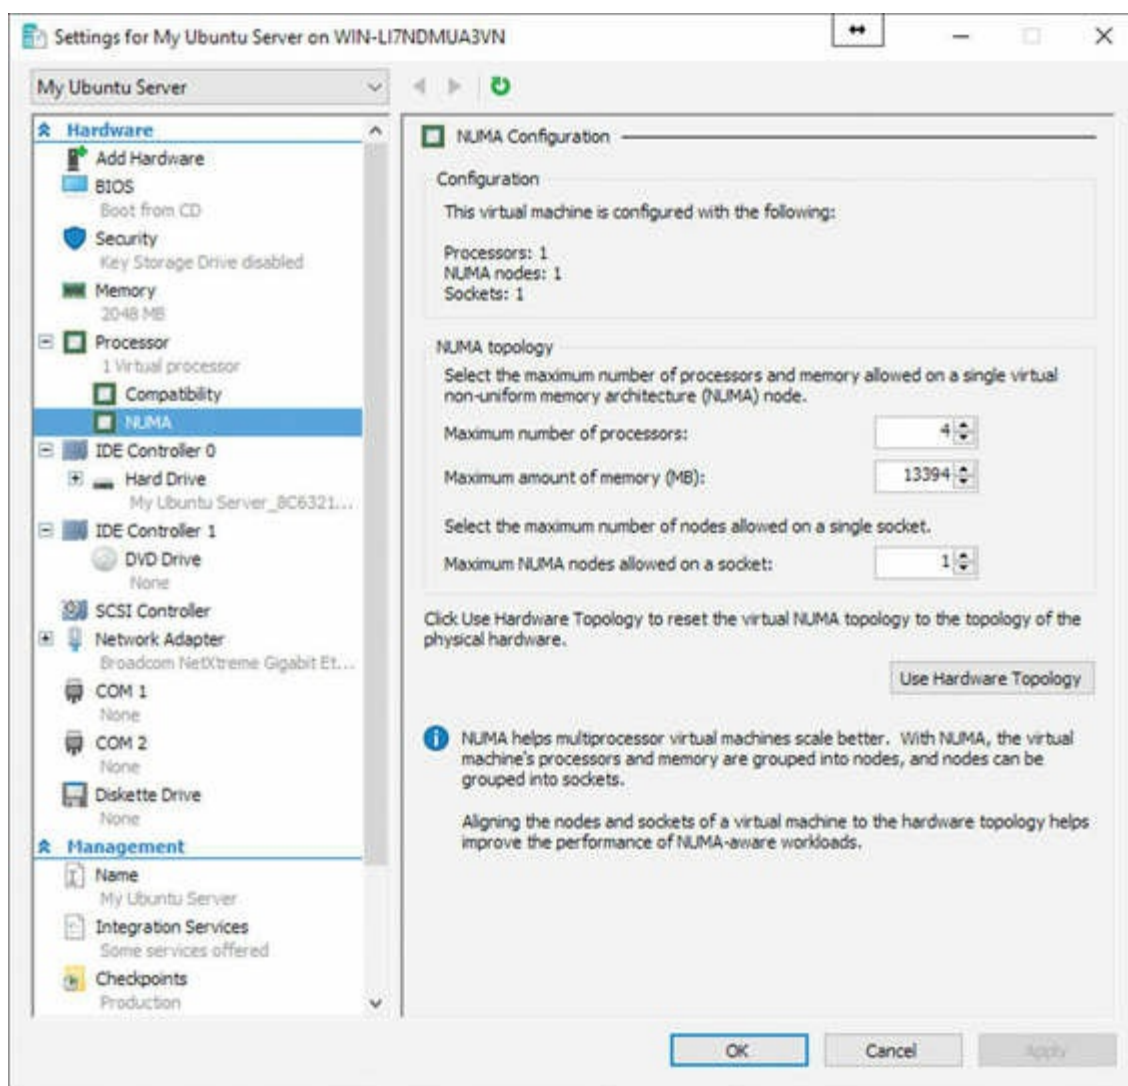 Settings for My Ubuntu Server on WIN-LI7NDMUA3VN
My Ubuntu Server
Hardware
Add Hardware
BIOS
Boot from CD
Security
Key Storage Drive disabled
Memory
2048 MB
Processor
1 Virtual processor
Compatibility
NUMA
IDE Controller 0
Hard Drive
My Ubuntu Server_8C6321...
IDE Controller 1
DVD Drive
None
SCSI Controller
Network Adapter
Broadcom NetXtreme Gigabit Et...
COM 1
None
COM 2
None
Diskette Drive
None
Management
Name
My Ubuntu Server
Integration Services
Some services offered
Checkpoints
Production
NUMA Configuration
Configuration
This virtual machine is configured with the following:
Processors: 1
NUMA nodes: 1
Sockets: 1
NUMA topology
Select the maximum number of processors and memory allowed on a single virtual
non-uniform memory architecture (NUMA) node.
Maximum number of processors: 4
Maximum amount of memory (MB): 13394
Select the maximum number of nodes allowed on a single socket.
Maximum NUMA nodes allowed on a socket: 1
Click Use Hardware Topology to reset the virtual NUMA topology to the topology of the
physical hardware.
Use Hardware Topology
NUMA helps multiprocessor virtual machines scale better. With NUMA, the virtual
machine's processors and memory are grouped into nodes, and nodes can be
grouped into sockets.
Aligning the nodes and sockets of a virtual machine to the hardware topology helps
improve the performance of NUMA-aware workloads.
OK Cancel Apply